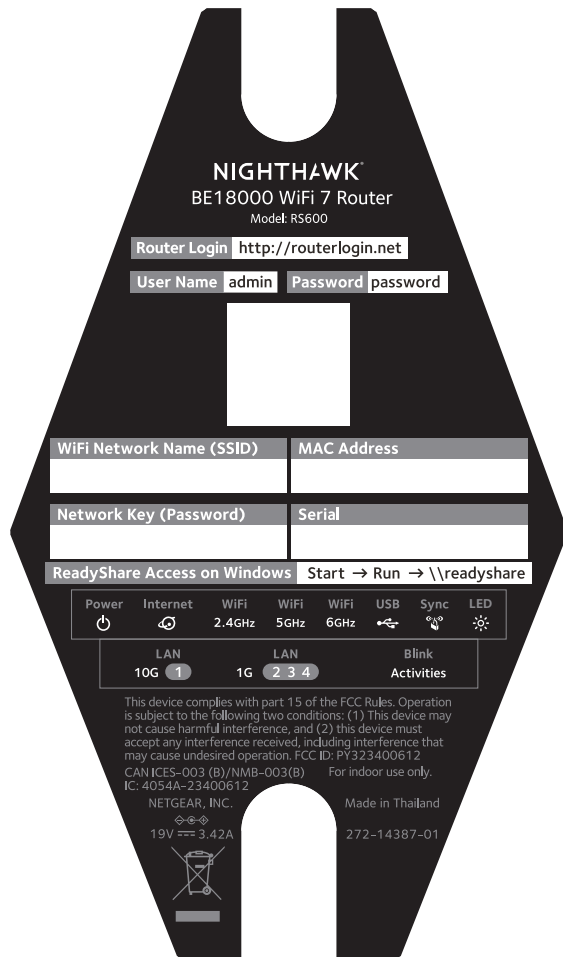 NIGHTHAWK®
BE18000 WiFi 7 Router
Model: RS600
Router Login http://routerlogin.net
User Name admin Password password
WiFi Network Name (SSID) MAC Address
Network Key (Password) Serial
ReadyShare Access on Windows Start → Run → \\readyshare
Power Internet WiFi WiFi WiFi USB Sync LED
2.4GHz 5GHz 6GHz
LAN LAN Blink
10G 1 1G 2 3 4 Activities
This device complies with part 15 of the FCC Rules. Operation
is subject to the following two conditions: (1) This device may
not cause harmful interference, and (2) this device must
accept any interference received, including interference that
may cause undesired operation. FCC ID: PY323400612
CAN ICES-003 (B)/NMB-003(B) For indoor use only.
IC: 4054A-23400612
NETGEAR, INC. Made in Thailand
19V ⎓ 3.42A 272-14387-01